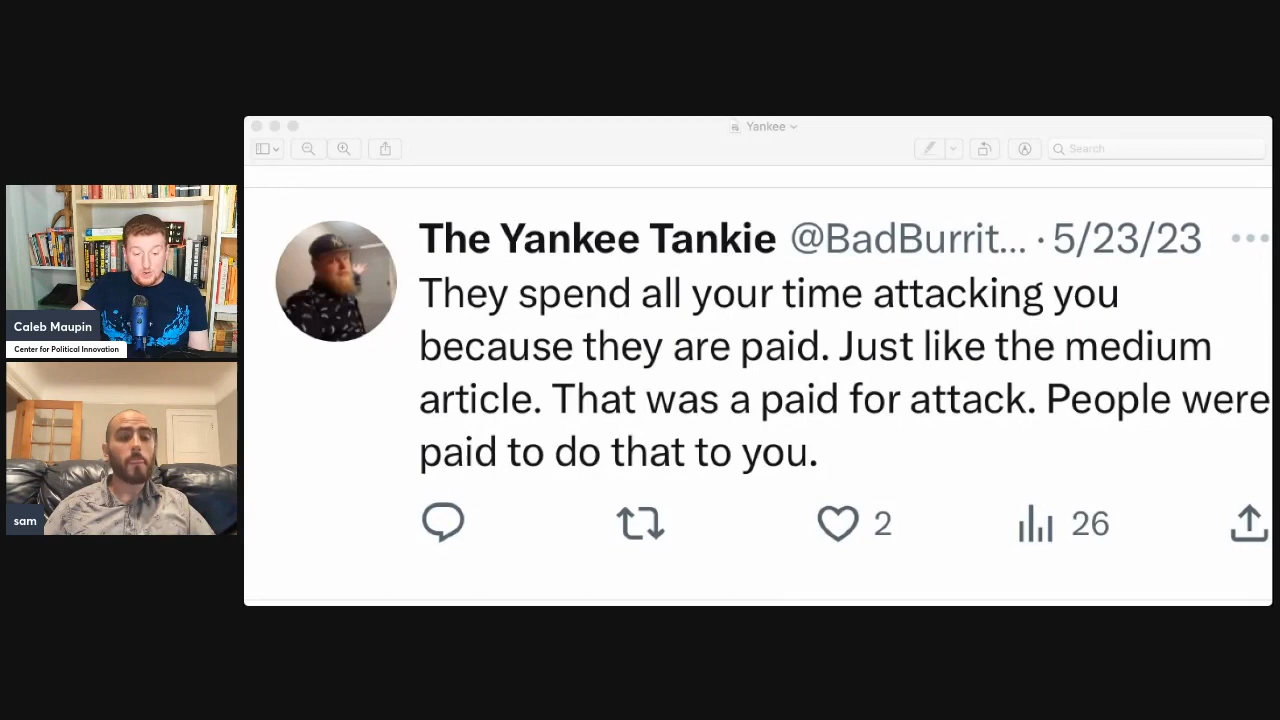 Yankee
Search
The Yankee Tankie @BadBurrit... · 5/23/23
They spend all your time attacking you
because they are paid. Just like the medium
article. That was a paid for attack. People were
paid to do that to you.
2
26
Caleb Maupin
Center for Political Innovation
sam